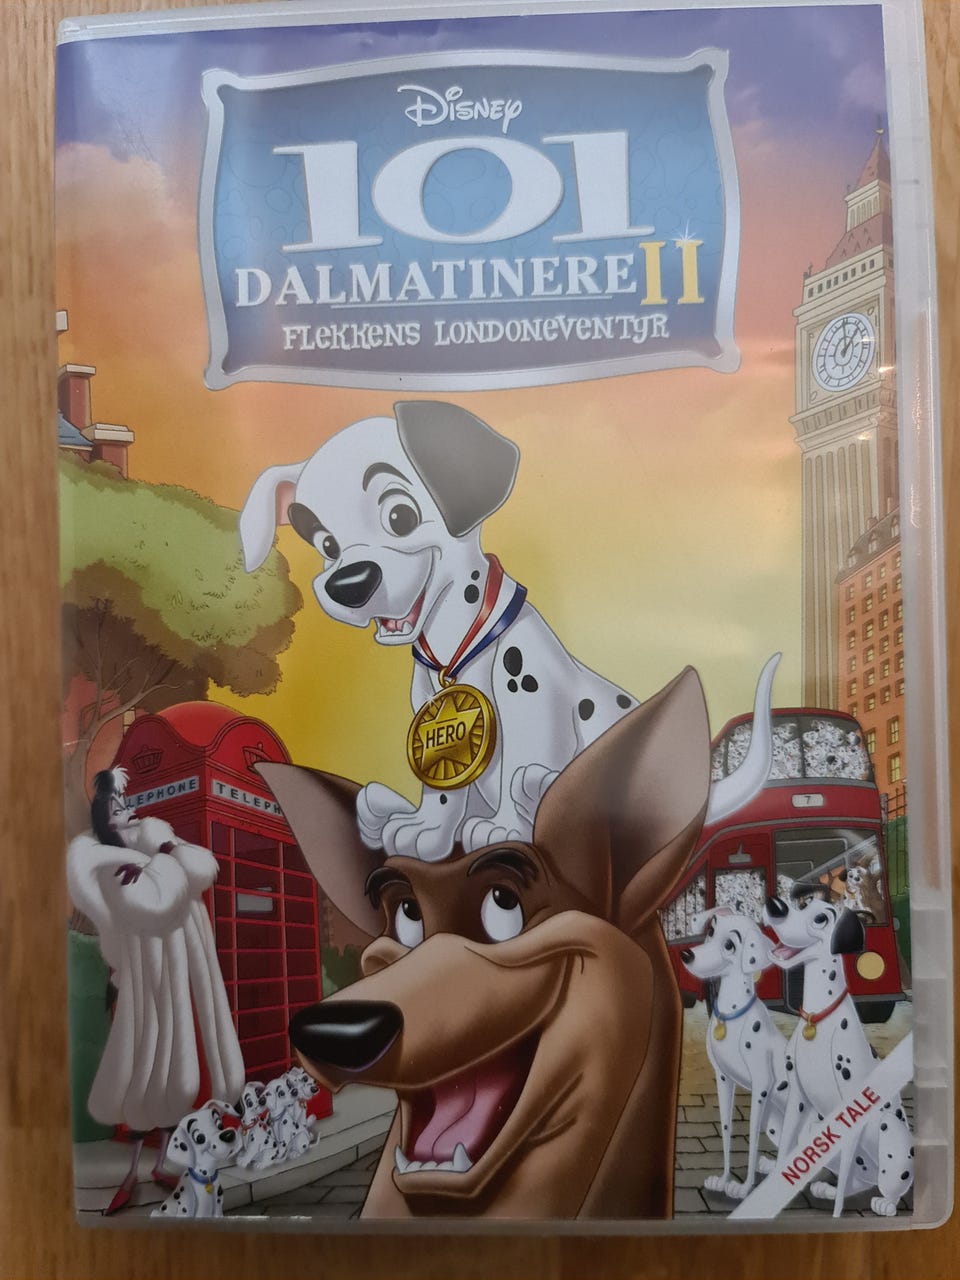 Disney
101
DALMATINERE II
FLEKKENS LONDONEVENTYR
HERO
LEPHONE
TELEPH
7
NORSK TALE